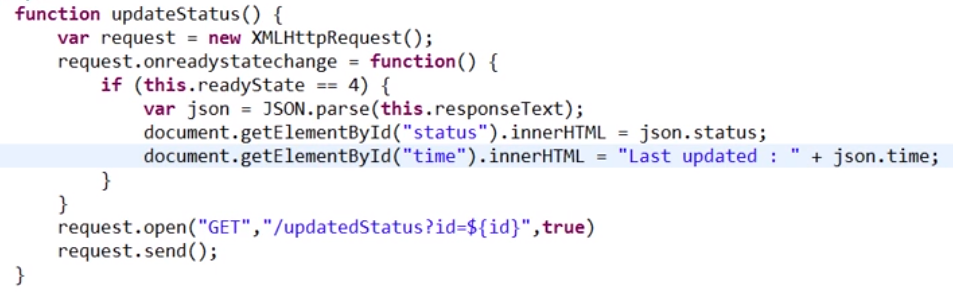 function updateStatus() {
    var request = new XMLHttpRequest();
    request.onreadystatechange = function() {
        if (this.readyState == 4) {
            var json = JSON.parse(this.responseText);
            document.getElementById("status").innerHTML = json.status;
            document.getElementById("time").innerHTML = "Last updated : " + json.time;
        }
    }
    request.open("GET","/updatedStatus?id=${id}",true)
    request.send();
}